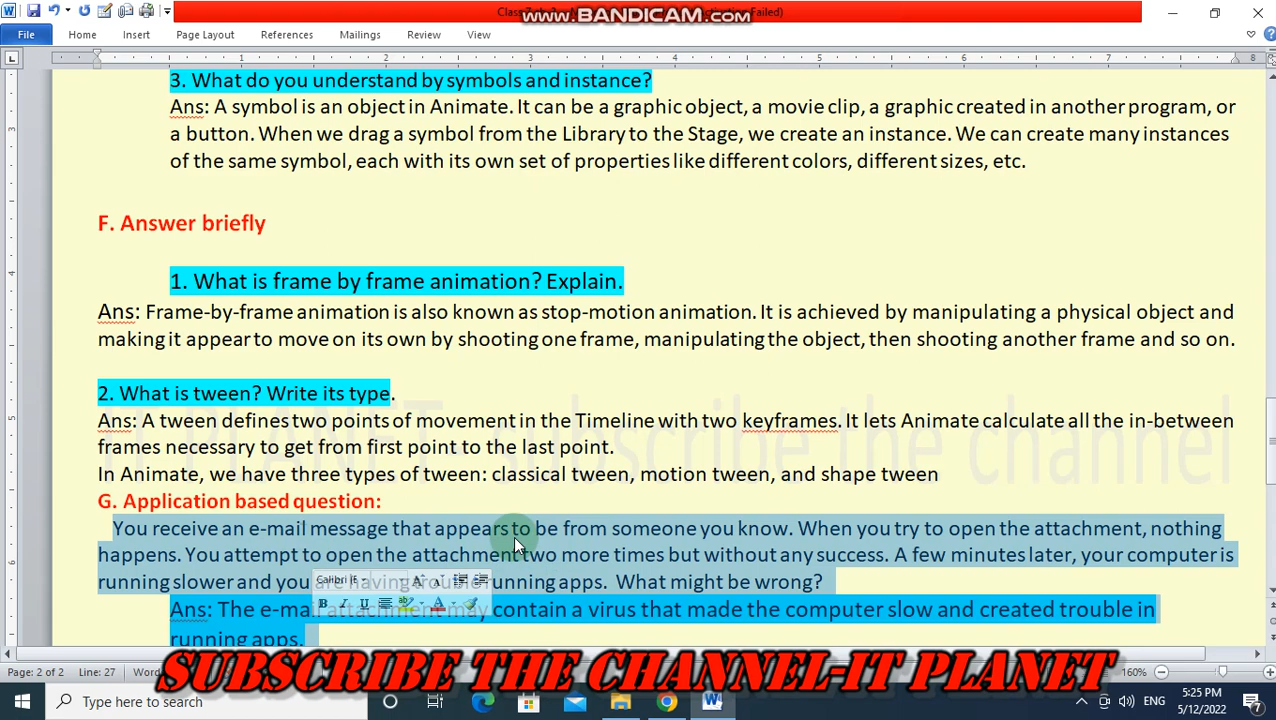 www.BANDICAM.com
File Home Insert Page Layout References Mailings Review View
3. What do you understand by symbols and instance?
Ans: A symbol is an object in Animate. It can be a graphic object, a movie clip, a graphic created in another program, or
a button. When we drag a symbol from the Library to the Stage, we create an instance. We can create many instances
of the same symbol, each with its own set of properties like different colors, different sizes, etc.
F. Answer briefly
1. What is frame by frame animation? Explain.
Ans: Frame-by-frame animation is also known as stop-motion animation. It is achieved by manipulating a physical object and
making it appear to move on its own by shooting one frame, manipulating the object, then shooting another frame and so on.
2. What is tween? Write its type.
Ans: A tween defines two points of movement in the Timeline with two keyframes. It lets Animate calculate all the in-between
frames necessary to get from first point to the last point.
In Animate, we have three types of tween: classical tween, motion tween, and shape tween
G. Application based question:
You receive an e-mail message that appears to be from someone you know. When you try to open the attachment, nothing
happens. You attempt to open the attachment two more times but without any success. A few minutes later, your computer is
running slower and you are having trouble running apps. What might be wrong?
Ans: The e-mail attachment may contain a virus that made the computer slow and created trouble in
running apps.
Page: 2 of 2 Line: 27 160%
SUBSCRIBE THE CHANNEL-IT PLANET
Type here to search
ENG
5:25 PM
5/12/2022